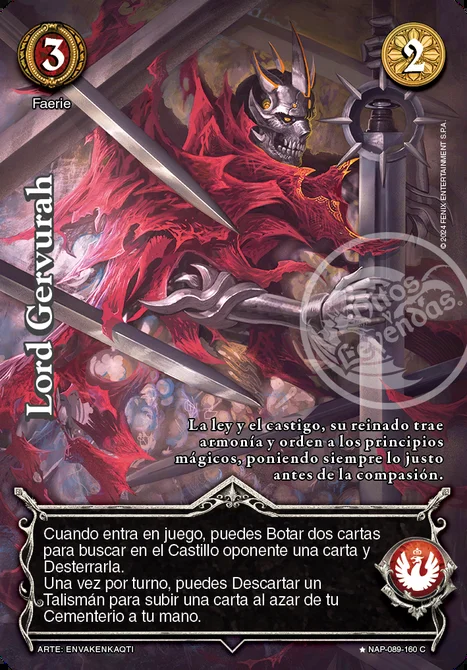 3
2
Faerie
Lord Gervurah
© 2024 FENIX ENTERTAINMENT S.P.A.
Mitos
y
Leyendas.
La ley y el castigo, su reinado trae
armonía y orden a los principios
mágicos, poniendo siempre lo justo
antes de la compasión.
Cuando entra en juego, puedes Botar dos cartas
para buscar en el Castillo oponente una carta y
Desterrarla.
Una vez por turno, puedes Descartar un
Talismán para subir una carta al azar de tu
Cementerio a tu mano.
ARTE: ENVAKENKAQTI
★ NAP-089-160 C